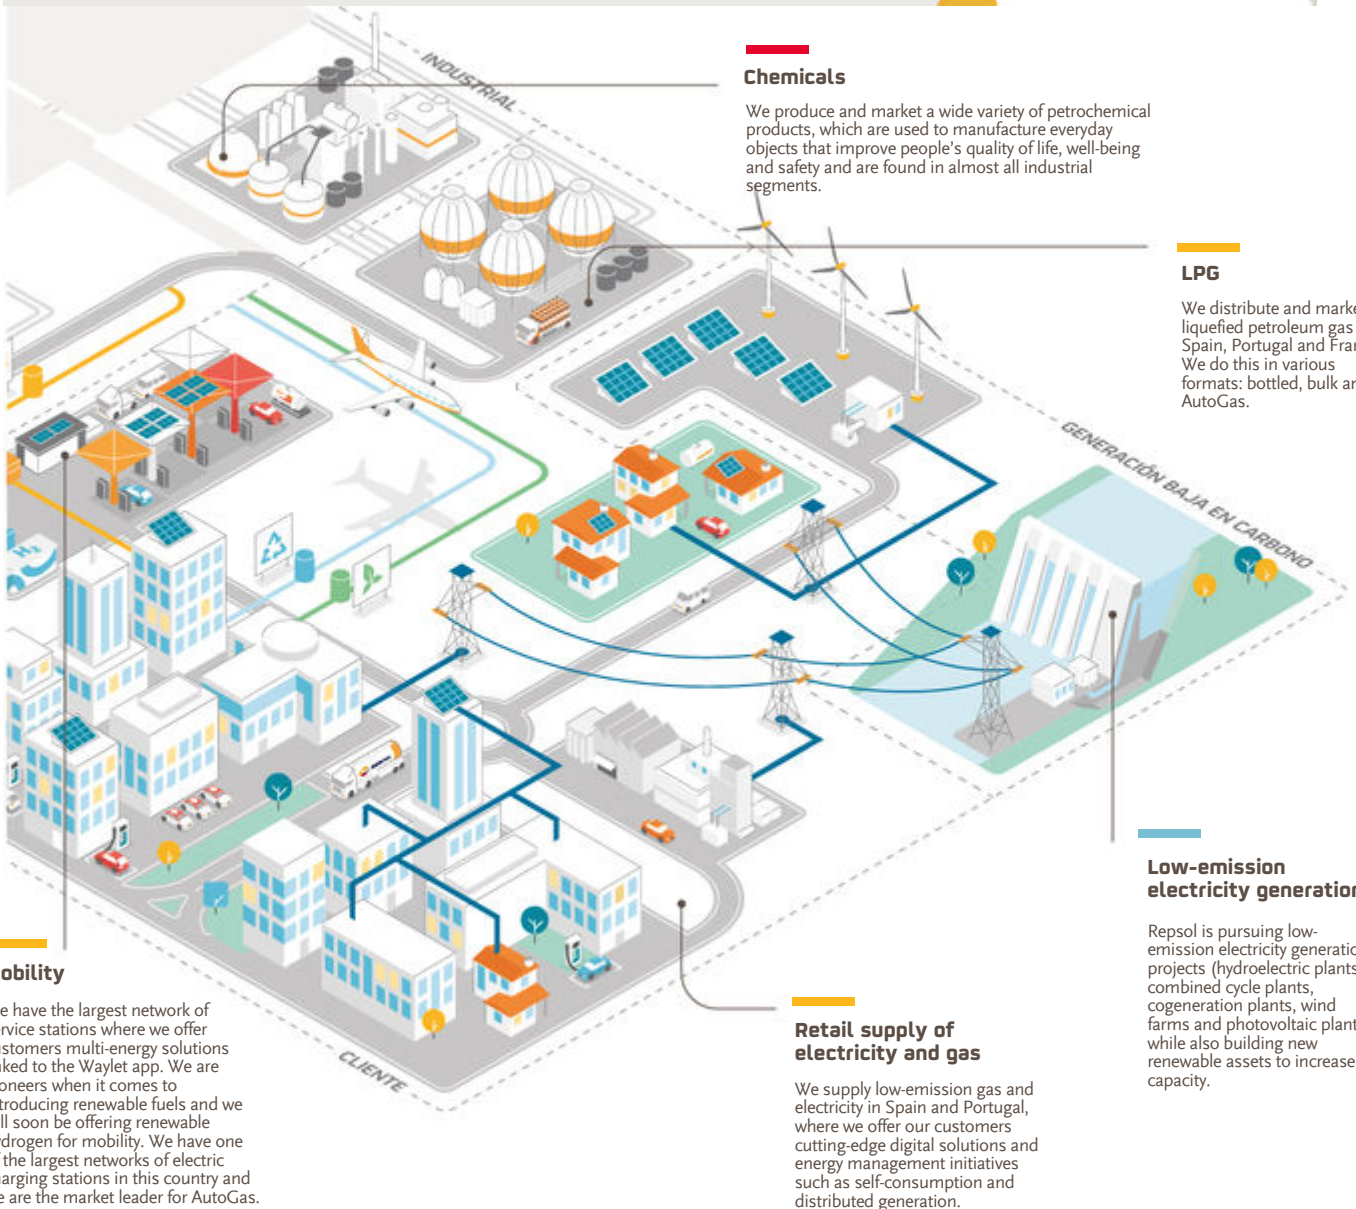 INDUSTRIAL
Chemicals
We produce and market a wide variety of petrochemical
products, which are used to manufacture everyday
objects that improve people's quality of life, well-being
and safety and are found in almost all industrial
segments.
LPG
We distribute and marke
liquefied petroleum gas
Spain, Portugal and Fran
We do this in various
formats: bottled, bulk an
AutoGas.
GENERACIÓN BAJA EN CARBONO
H2
Low-emission
electricity generation
Repsol is pursuing low-
emission electricity generatio
projects (hydroelectric plants
combined cycle plants,
cogeneration plants, wind
farms and photovoltaic plant
while also building new
renewable assets to increase
capacity.
obility
e have the largest network of
rvice stations where we offer
ustomers multi-energy solutions
ked to the Waylet app. We are
oneers when it comes to
troducing renewable fuels and we
ll soon be offering renewable
ydrogen for mobility. We have one
the largest networks of electric
arging stations in this country and
e are the market leader for AutoGas.
CLIENTE
Retail supply of
electricity and gas
We supply low-emission gas and
electricity in Spain and Portugal,
where we offer our customers
cutting-edge digital solutions and
energy management initiatives
such as self-consumption and
distributed generation.